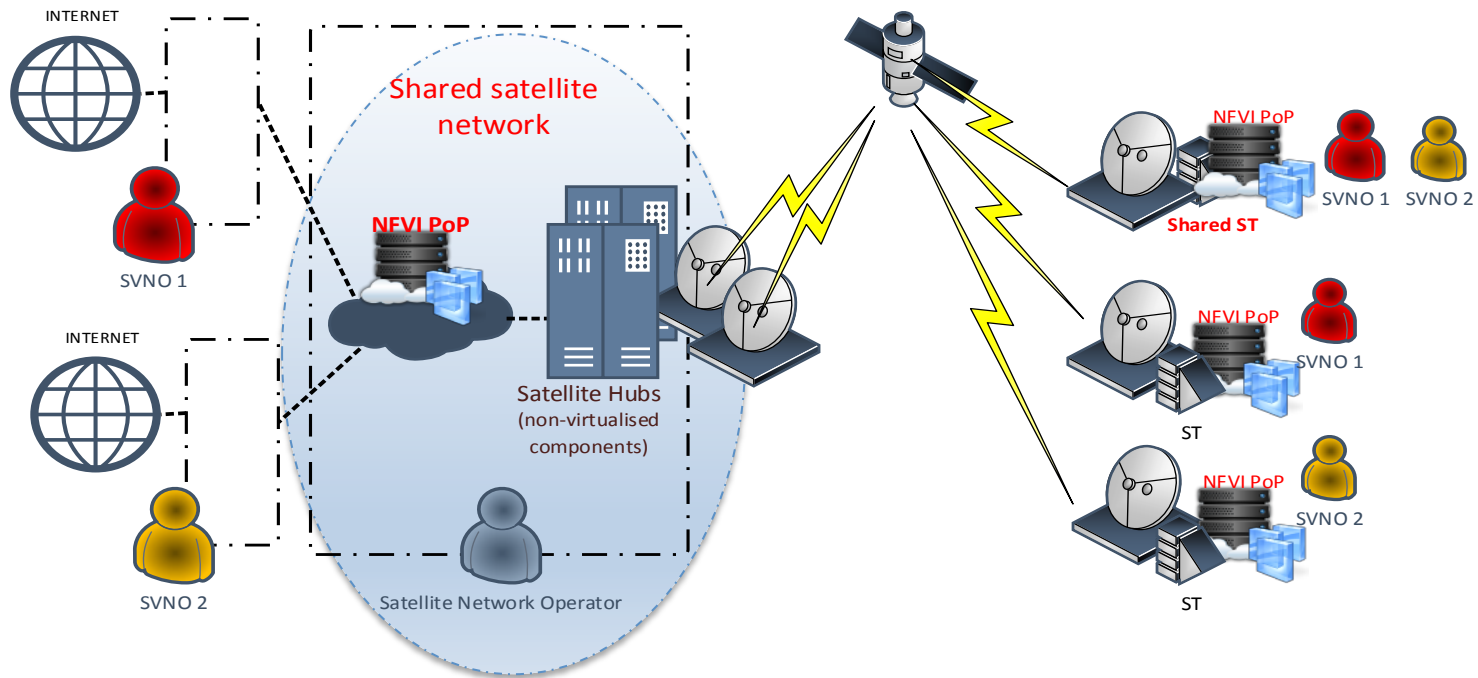 INTERNET
SVNO 1
INTERNET
SVNO 2
Shared satellite
network
NFVI PoP
Satellite Hubs
(non-virtualised
components)
Satellite Network Operator
NFVI PoP
SVNO 1
SVNO 2
Shared ST
NFVI PoP
SVNO 1
ST
NFVI PoP
SVNO 2
ST